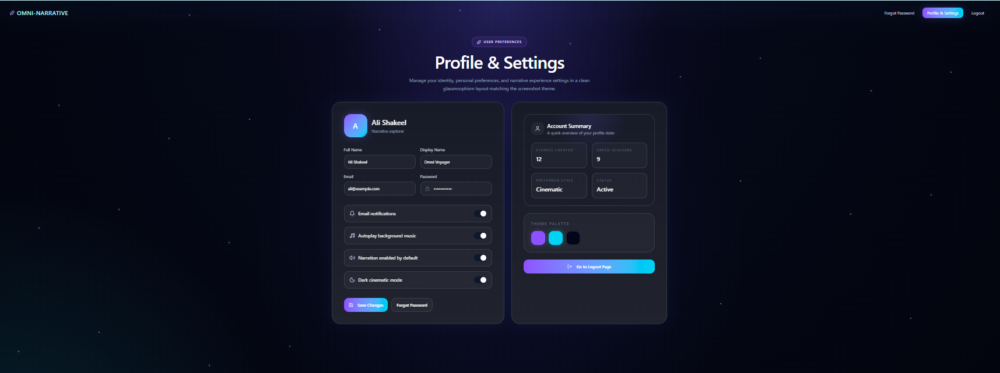 OMNI-NARRATIVE
Forgot Password
Profile & Settings
Logout
USER PREFERENCES
Profile & Settings
Manage your identity, personal preferences, and narrative experience settings in a clean
glassmorphism layout matching the screenshot theme.
A
Ali Shakeel
Narrative explorer
Full Name
Display Name
Ali Shakeel
Omni Voyager
Email
Password
ali@example.com
•••••••••••
Email notifications
Autoplay background music
Narration enabled by default
Dark cinematic mode
Save Changes
Forgot Password
Account Summary
A quick overview of your profile state
STORIES CREATED
12
SAVED SESSIONS
9
PREFERRED STYLE
Cinematic
STATUS
Active
THEME PALETTE
Go to Logout Page